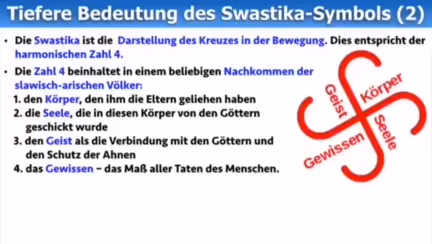 Tiefere Bedeutung des Swastika-Symbols (2)
• Die Swastika ist die Darstellung des Kreuzes in der Bewegung. Dies entspricht der
harmonischen Zahl 4.
• Die Zahl 4 beinhaltet in einem beliebigen Nachkommen der
slawisch-arischen Völker:
1. den Körper, den ihm die Eltern geliehen haben
2. die Seele, die in diesen Körper von den Göttern
geschickt wurde
3. den Geist als die Verbindung mit den Göttern und
den Schutz der Ahnen
4. das Gewissen – das Maß aller Taten des Menschen.
Geist
Körper
Gewissen
Seele